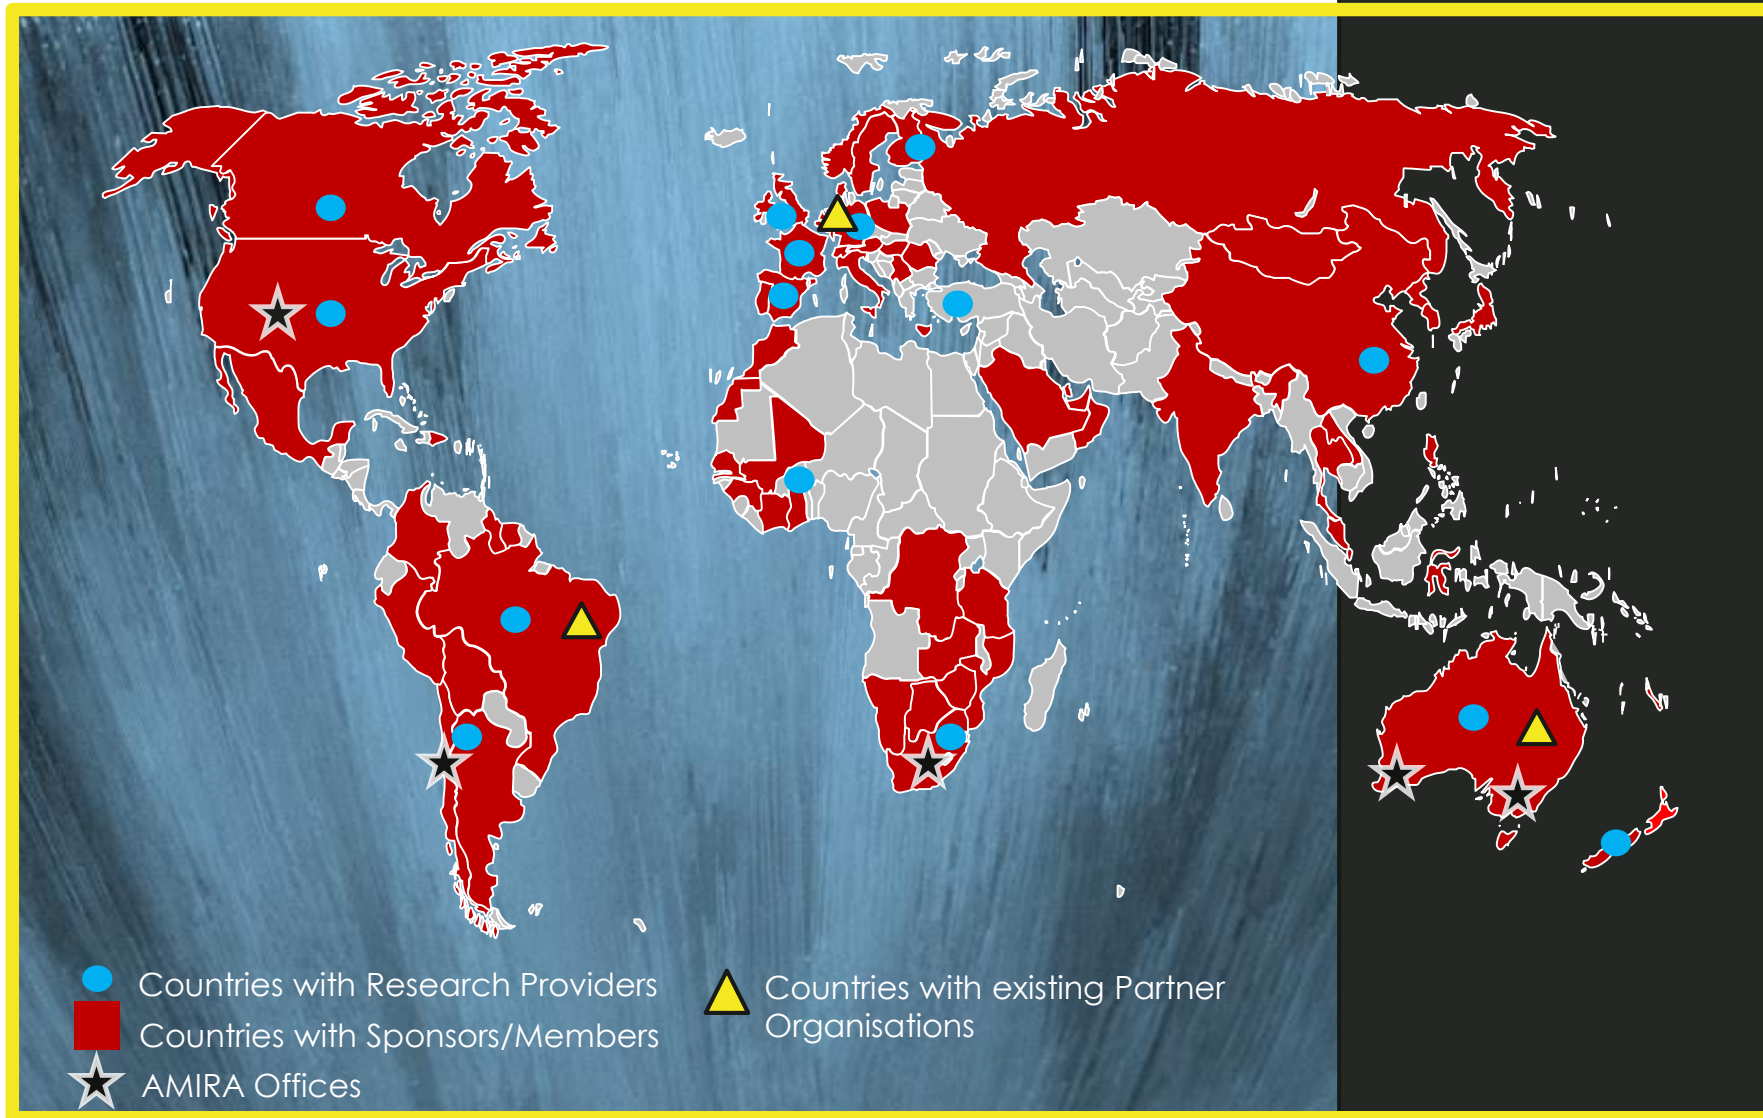 Countries with Research Providers
Countries with Sponsors/Members
AMIRA Offices
Countries with existing Partner
Organisations